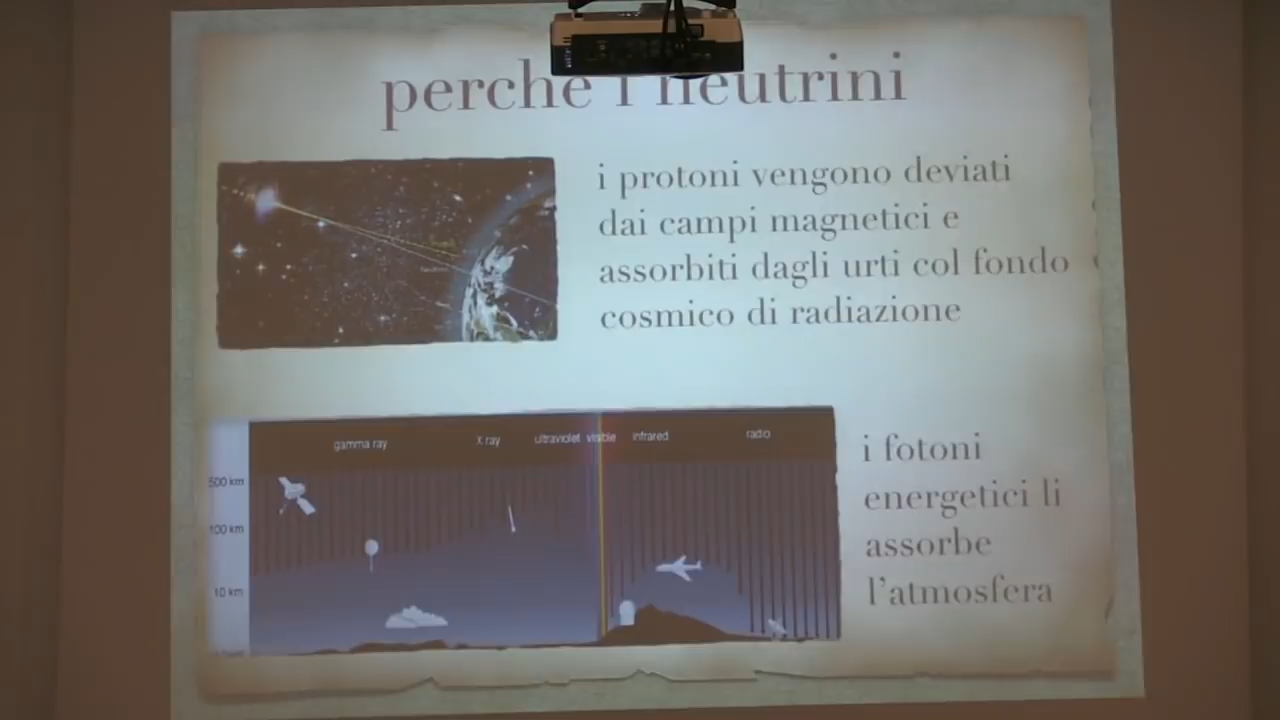 perche i neutrini
i protoni vengono deviati
dai campi magnetici e
assorbiti dagli urti col fondo
cosmico di radiazione
gamma ray X ray ultraviolet visible infrared radio
500 km
100 km
10 km
i fotoni
energetici li
assorbe
l'atmosfera